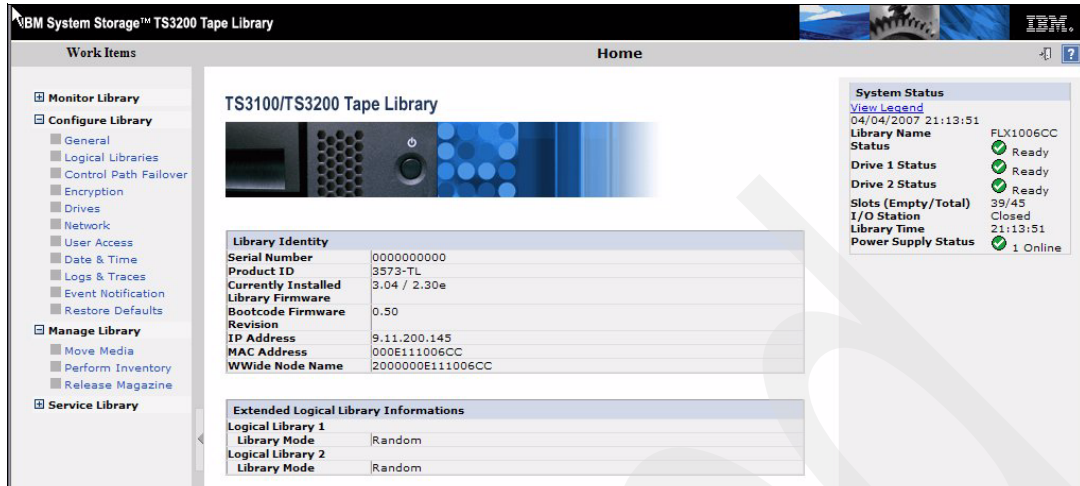 IBM System Storage™ TS3200 Tape Library
IBM.
Work Items
Home
?
Monitor Library
Configure Library
General
Logical Libraries
Control Path Failover
Encryption
Drives
Network
User Access
Date & Time
Logs & Traces
Event Notification
Restore Defaults
Manage Library
Move Media
Perform Inventory
Release Magazine
Service Library
TS3100/TS3200 Tape Library
Library Identity
Serial Number 0000000000
Product ID 3573-TL
Currently Installed 3.04 / 2.30e
Library Firmware
Bootcode Firmware 0.50
Revision
IP Address 9.11.200.145
MAC Address 000E111006CC
WWide Node Name 2000000E111006CC
Extended Logical Library Informations
Logical Library 1
Library Mode Random
Logical Library 2
Library Mode Random
System Status
View Legend
04/04/2007 21:13:51
Library Name FLX1006CC
Status Ready
Drive 1 Status Ready
Drive 2 Status Ready
Slots (Empty/Total) 39/45
I/O Station Closed
Library Time 21:13:51
Power Supply Status 1 Online